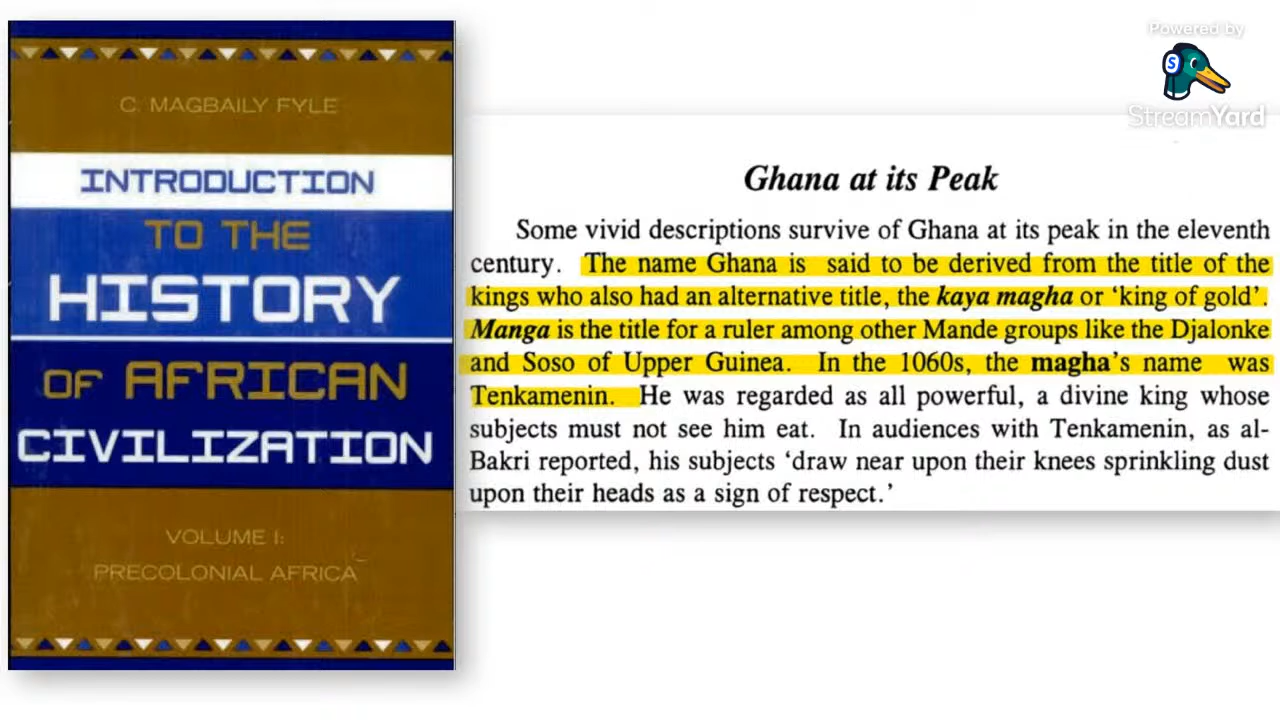 C. MAGBAILY FYLE
INTRODUCTION
TO THE
HISTORY
OF AFRICAN
CIVILIZATION
VOLUME I:
PRECOLONIAL AFRICA
Powered by
S
StreamYard
Ghana at its Peak
Some vivid descriptions survive of Ghana at its peak in the eleventh
century. The name Ghana is said to be derived from the title of the
kings who also had an alternative title, the kaya magha or ‘king of gold’.
Manga is the title for a ruler among other Mande groups like the Djalonke
and Soso of Upper Guinea. In the 1060s, the magha’s name was
Tenkamenin. He was regarded as all powerful, a divine king whose
subjects must not see him eat. In audiences with Tenkamenin, as al-
Bakri reported, his subjects ‘draw near upon their knees sprinkling dust
upon their heads as a sign of respect.’